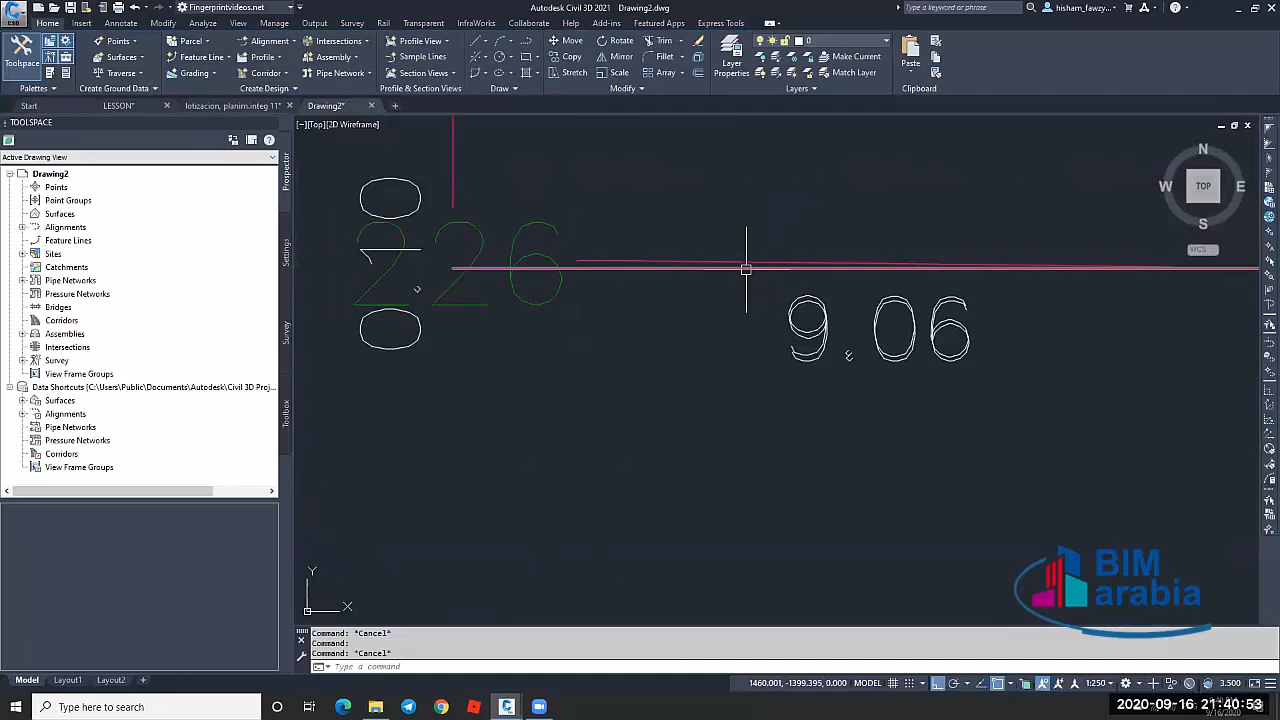 C3D
Fingerprintvideos.net
Autodesk Civil 3D 2021 Drawing2.dwg
Type a keyword or phrase
hisham_fawzy...
Home Insert Annotate Modify Analyze View Manage Output Survey Rail Transparent InfraWorks Collaborate Help Add-ins Featured Apps Express Tools
Toolspace
Points
Surfaces
Traverse
Parcel
Feature Line
Grading
Alignment
Profile
Corridor
Intersections
Assembly
Pipe Network
Profile View
Sample Lines
Section Views
Move
Rotate
Trim
Copy
Mirror
Fillet
Stretch
Scale
Array
Layer
Properties
0
Make Current
Match Layer
Paste
Palettes
Create Ground Data
Create Design
Profile & Section Views
Draw
Modify
Layers
Clipboard
Start
LESSON*
lotizacion, planim.integ 11*
Drawing2*
TOOLSPACE
Active Drawing View
Drawing2
Points
Point Groups
Surfaces
Alignments
Feature Lines
Sites
Catchments
Pipe Networks
Pressure Networks
Bridges
Corridors
Assemblies
Intersections
Survey
View Frame Groups
Data Shortcuts [C:\Users\Public\Documents\Autodesk\Civil 3D Proj...
Surfaces
Alignments
Pipe Networks
Pressure Networks
Corridors
View Frame Groups
Prospector
Settings
Survey
Toolbox
[−][Top][2D Wireframe]
N
W
TOP
E
S
WCS
226
9.06
Y
X
BIM
arabia
Command: *Cancel*
Command:
Command: *Cancel*
Type a command
Model
Layout1
Layout2
1460.001, -1399.395, 0.000
MODEL
1:250
3.500
Type here to search
2020-09-16 21:40:53
9/16/2020